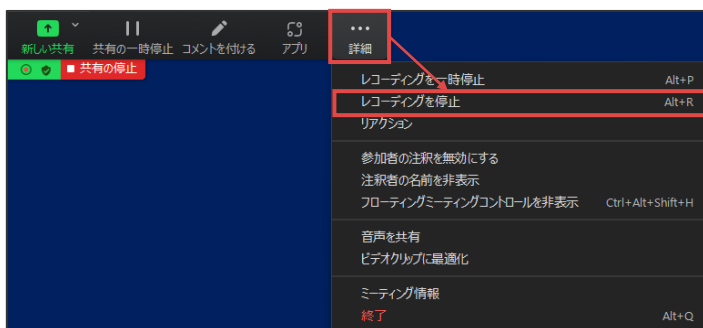 新しい共有 共有の一時停止 コメントを付ける アプリ 詳細
共有の停止
レコーディングを一時停止 Alt+P
レコーディングを停止 Alt+R
リアクション
参加者の注釈を無効にする
注釈者の名前を非表示
フローティングミーティングコントロールを非表示 Ctrl+Alt+Shift+H
音声を共有
ビデオクリップに最適化
ミーティング情報
終了 Alt+Q